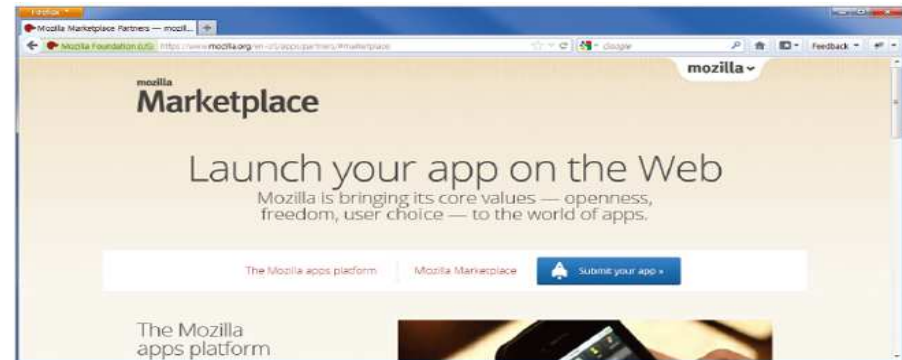 Firefox
Mozilla Marketplace Partners — mozill...
Mozilla Foundation (US) https://www.mozilla.org/en-US/apps/partners/#marketplace
Google
Feedback
mozilla
mozilla
Marketplace
Launch your app on the Web
Mozilla is bringing its core values — openness,
freedom, user choice — to the world of apps.
The Mozilla apps platform
Mozilla Marketplace
Submit your app »
The Mozilla
apps platform